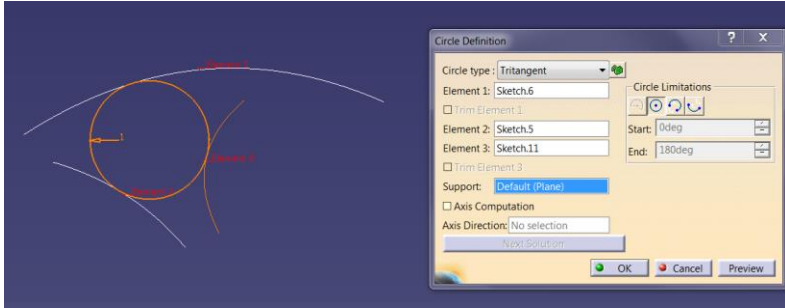 Circle Definition
? X
Circle type : Tritangent
Element 1: Sketch.6
Trim Element 1
Element 2: Sketch.5
Element 3: Sketch.11
Trim Element 3
Support: Default (Plane)
Axis Computation
Axis Direction: No selection
Next Solution
Circle Limitations
Start: 0deg
End: 180deg
OK Cancel Preview
1